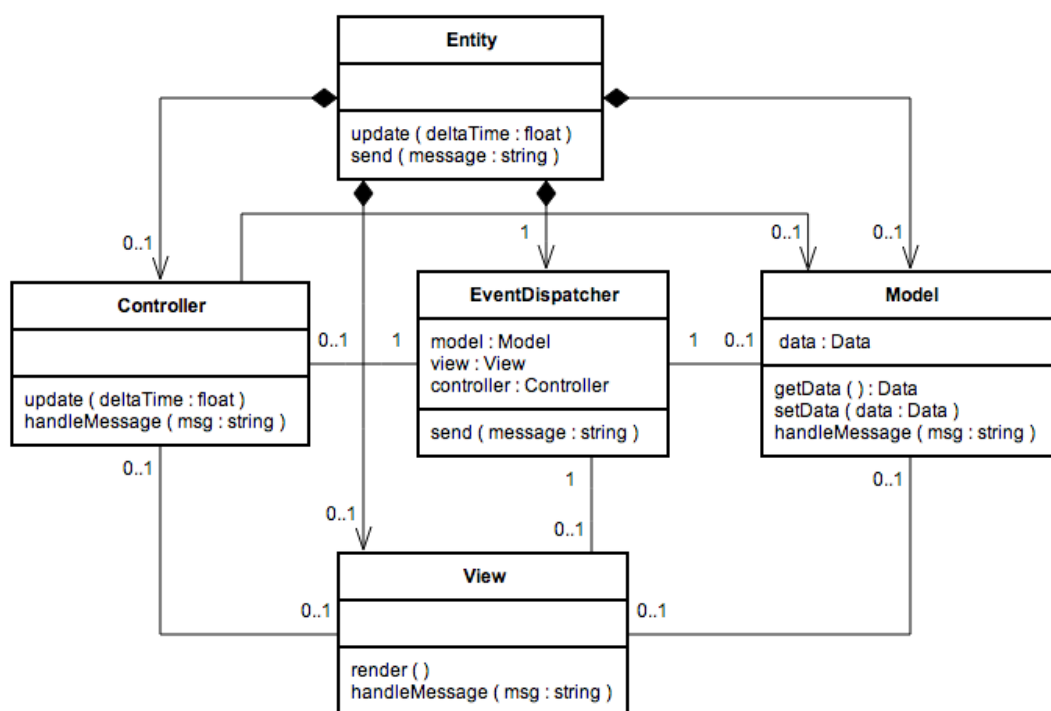 Entity
update ( deltaTime : float )
send ( message : string )
0..1
1
0..1
0..1
Controller
EventDispatcher
Model
0..1
1
model : Model
view : View
controller : Controller
1
0..1
data : Data
update ( deltaTime : float )
handleMessage ( msg : string )
send ( message : string )
getData ( ) : Data
setData ( data : Data )
handleMessage ( msg : string )
0..1
1
0..1
0..1
0..1
View
0..1
0..1
render ( )
handleMessage ( msg : string )